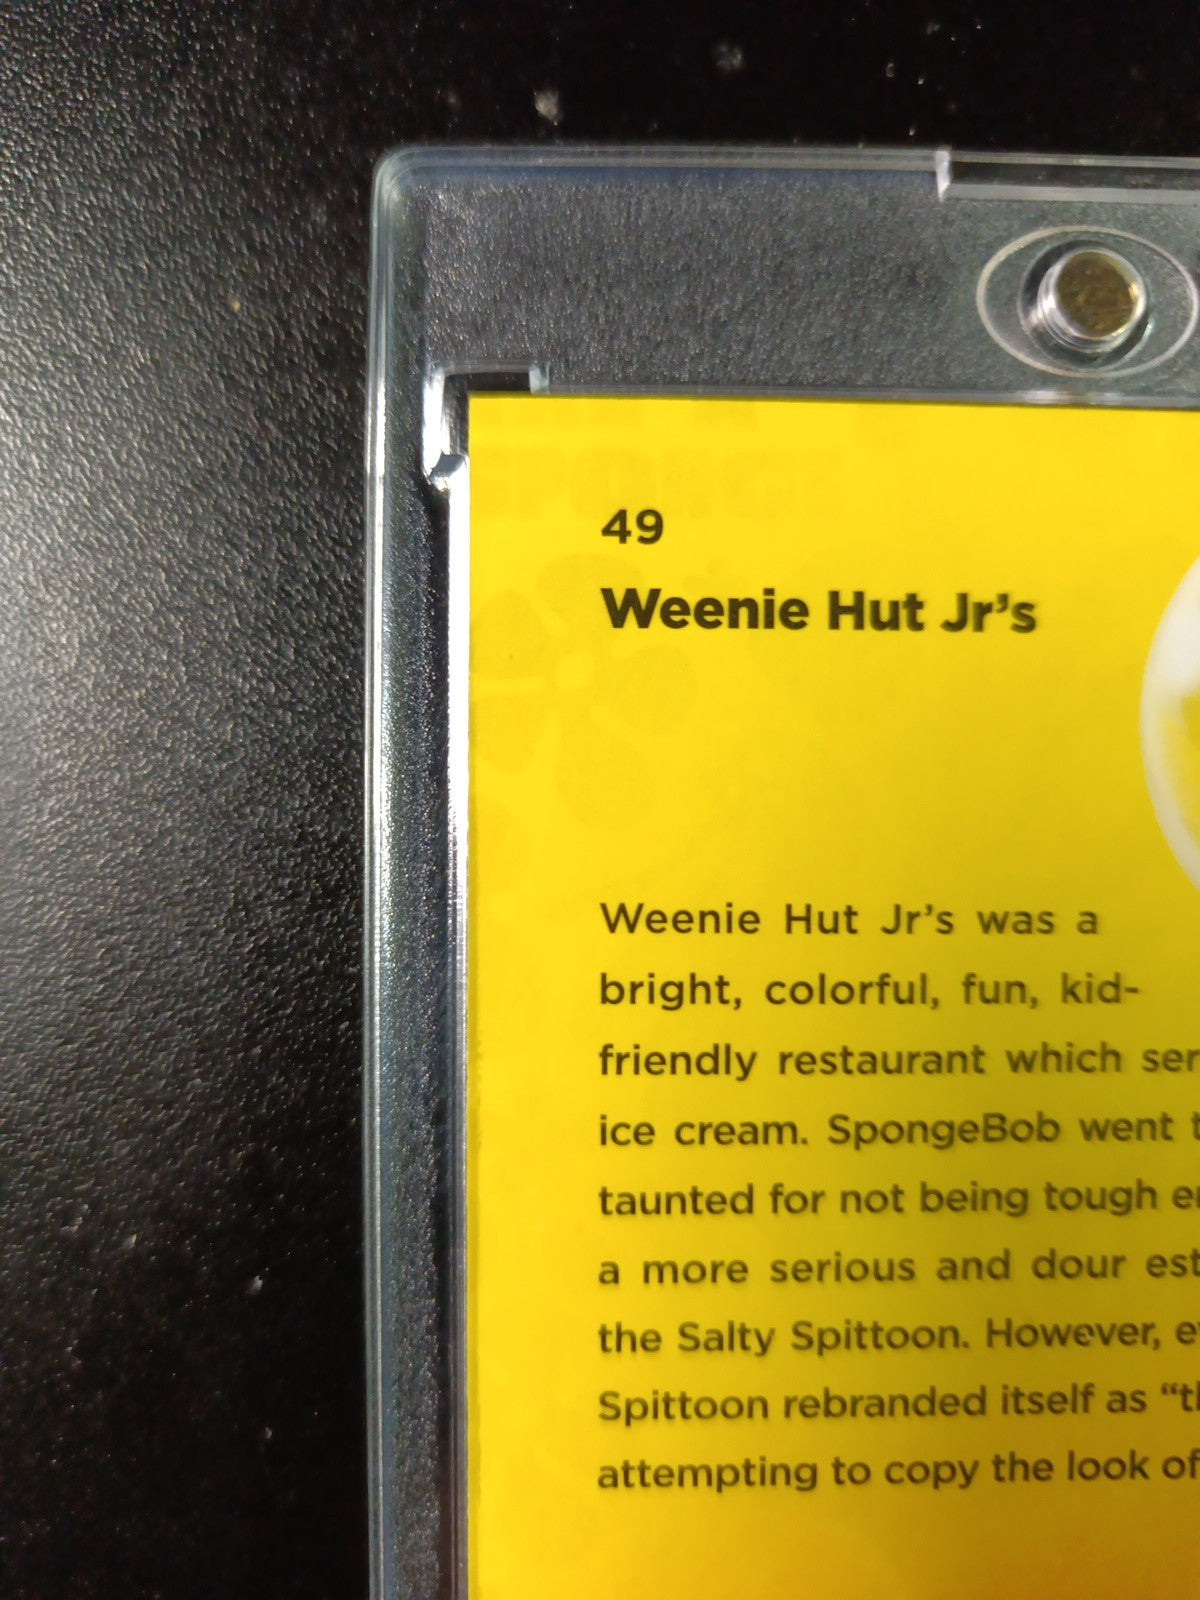 49
Weenie Hut Jr’s
Weenie Hut Jr’s was a
bright, colorful, fun, kid-
friendly restaurant which
ice cream. SpongeBob went
taunted for not being tough
a more serious and dour
the Salty Spittoon. However,
Spittoon rebranded itself as
attempting to copy the look of